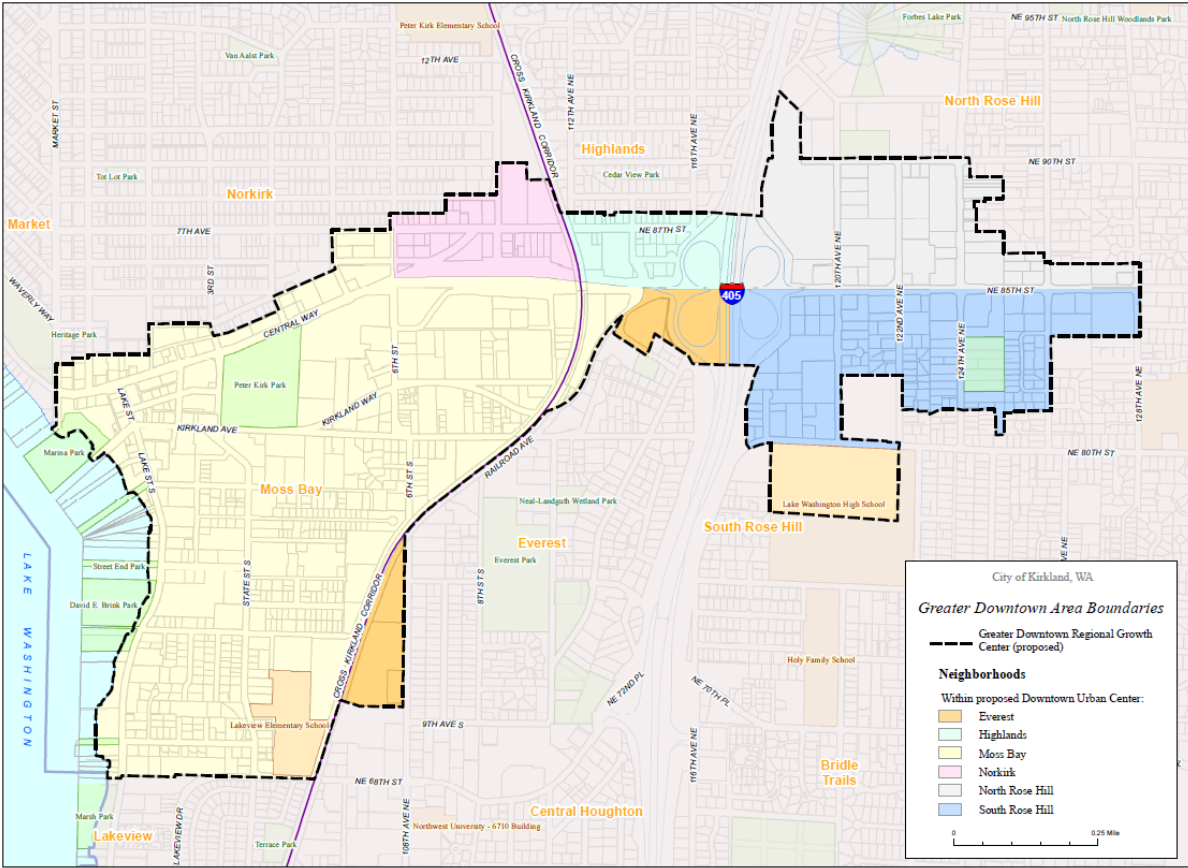 Peter Kirk Elementary School
Forbes Lake Park
NE 95TH ST
North Rose Hill Woodlands Park
Van Aalst Park
12TH AVE
CROSS KIRKLAND CORRIDOR
112TH AVE NE
116TH AVE NE
MARKET ST
North Rose Hill
Highlands
Cedar View Park
NE 90TH ST
Tot Lot Park
Norkirk
Market
7TH AVE
NE 87TH ST
3RD ST
120TH AVE NE
WAVERLY WAY
405
NE 85TH ST
122ND AVE NE
124TH AVE NE
CENTRAL WAY
Heritage Park
6TH ST
Peter Kirk Park
LAKE ST
KIRKLAND WAY
128TH AVE NE
KIRKLAND AVE
Marina Park
RAILROAD AVE
NE 80TH ST
LAKE ST S
6TH ST S
Moss Bay
Neal-Landguth Wetland Park
Lake Washington High School
South Rose Hill
Everest
Everest Park
LAKE WASHINGTON
Street End Park
STATE ST S
8TH ST S
David E. Brink Park
CROSS KIRKLAND CORRIDOR
Holy Family School
NE 72ND PL
NE 70TH PL
Lakeview Elementary School
9TH AVE S
116TH AVE NE
NE 68TH ST
Bridle
Trails
Central Houghton
Marsh Park
Lakeview
LAKEVIEW DR
Terrace Park
108TH AVE NE
Northwest University - 6710 Building
City of Kirkland, WA
Greater Downtown Area Boundaries
Greater Downtown Regional Growth
Center (proposed)
Neighborhoods
Within proposed Downtown Urban Center:
Everest
Highlands
Moss Bay
Norkirk
North Rose Hill
South Rose Hill
0
0.25 Mile